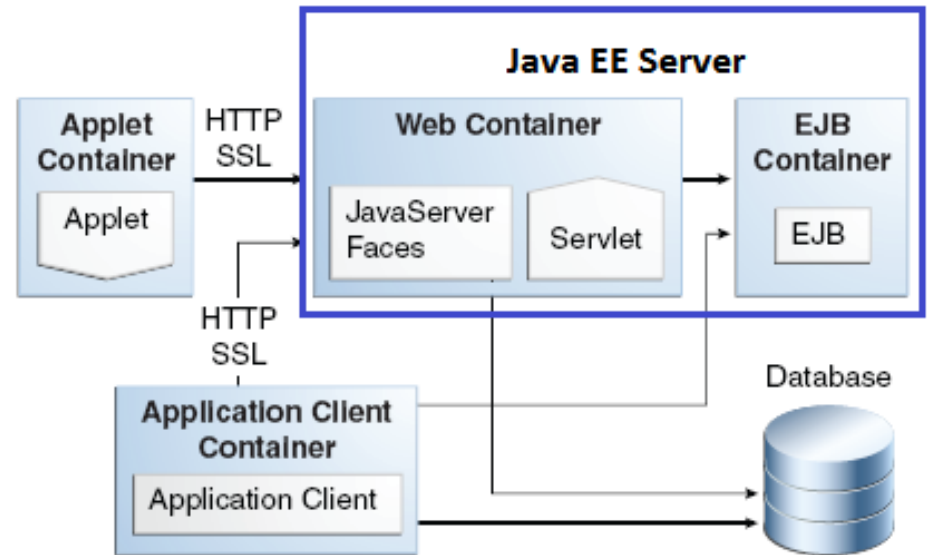 Java EE Server
Applet
Container
Applet
HTTP
SSL
Web Container
JavaServer
Faces
Servlet
EJB
Container
EJB
HTTP
SSL
Application Client
Container
Application Client
Database